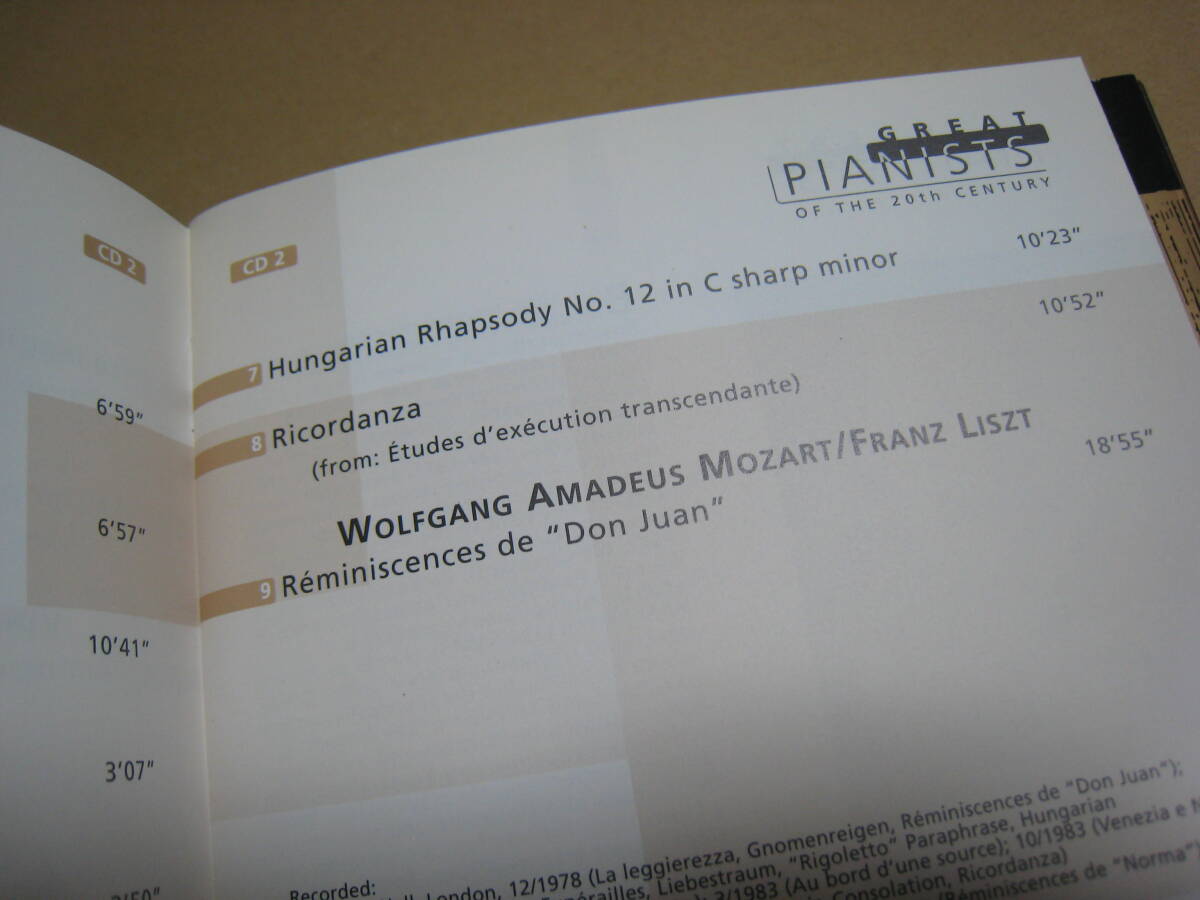 CD 2
6'59"
6'57"
10'41"
3'07"
GREAT
PIANISTS
OF THE 20th CENTURY
CD 2
7 Hungarian Rhapsody No. 12 in C sharp minor 10'23"
8 Ricordanza 10'52"
(from: Études d'exécution transcendante)
WOLFGANG AMADEUS MOZART/FRANZ LISZT
9 Réminiscences de "Don Juan" 18'55"
Recorded:
London, 12/1978 (La leggierezza, Gnomenreigen, Réminiscences de "Don Juan");
Liebestraum, "Rigoletto" Paraphrase, Hungarian
3/1983 (Au bord d'une source); 10/1983 (Venezia e
Consolation, Ricordanza)
Réminiscences de "Norma")